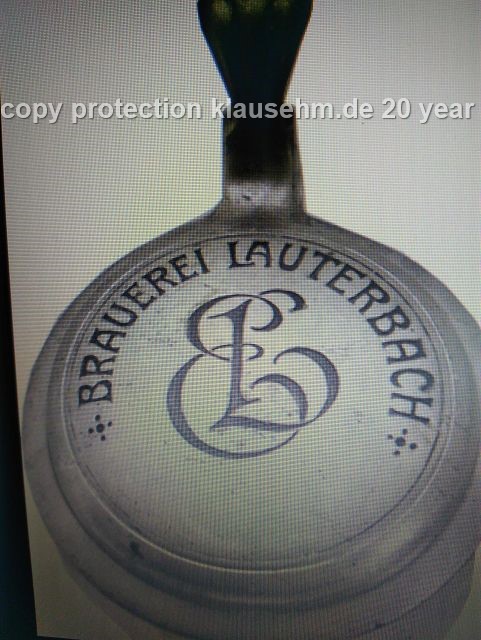 copy protection klausehm.de 20 year
BRAUEREI LAUTERBACH